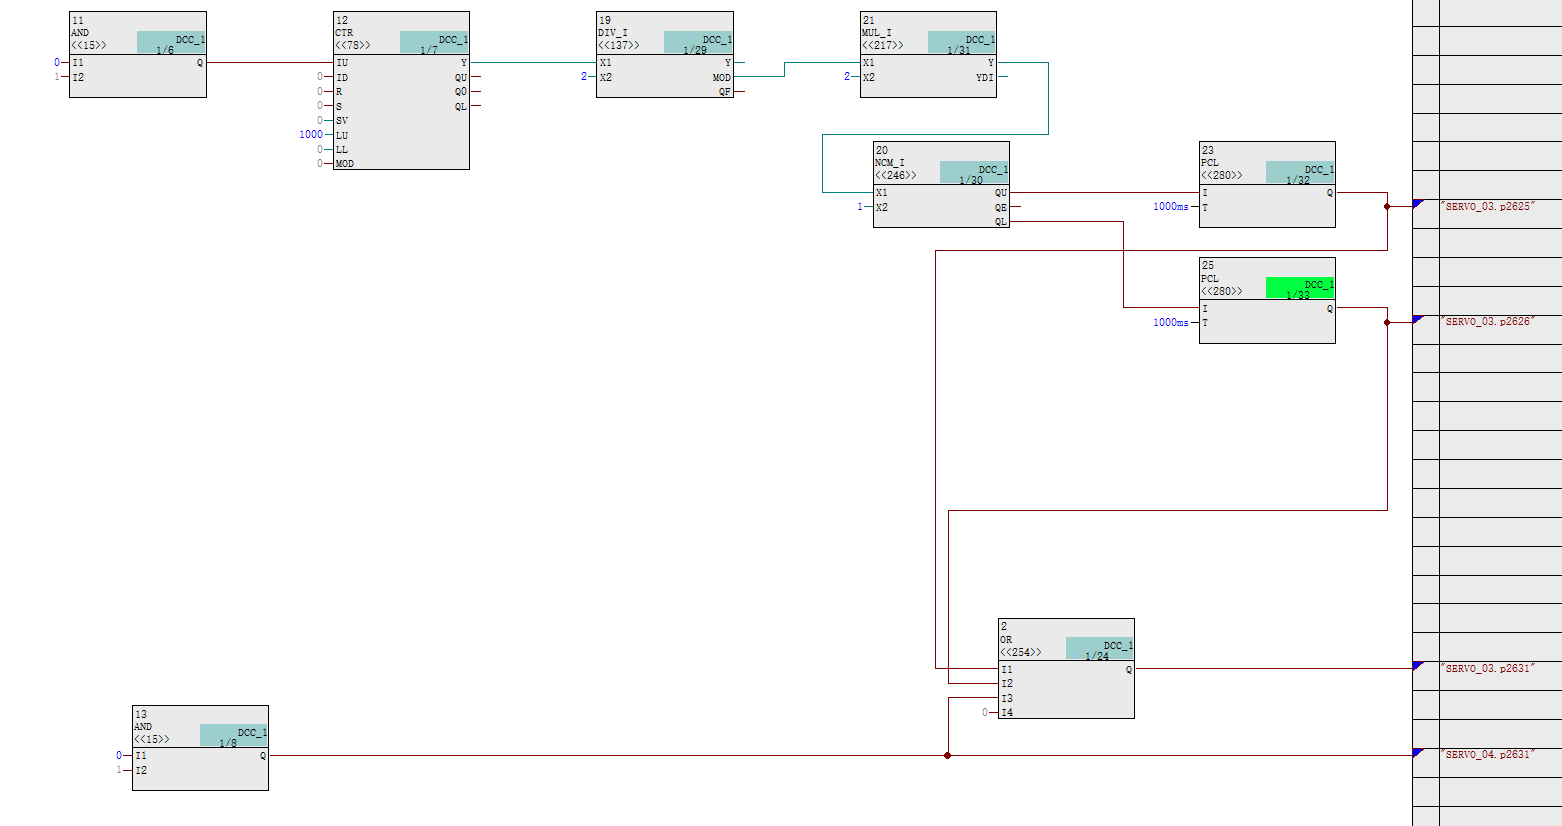 11
AND
<<15>>
DCC_1
1/6
0 I1 Q
1 I2
12
CTR
<<78>>
DCC_1
1/7
IU Y
0 ID QU
0 R Q0
0 S QL
0 SV
1000 LU
0 LL
0 MOD
19
DIV_I
<<137>>
DCC_1
1/29
X1 Y
2 X2 MOD
QF
21
MUL_I
<<217>>
DCC_1
1/31
X1 Y
2 X2 YDI
20
NCM_I
<<246>>
DCC_1
1/30
X1 QU
1 X2 QE
QL
23
PCL
<<280>>
DCC_1
1/32
I Q
1000ms T
"SERVO_03.p2625"
25
PCL
<<280>>
DCC_1
1/33
I Q
1000ms T
"SERVO_03.p2626"
2
OR
<<254>>
DCC_1
1/24
I1 Q
I2
I3
0 I4
"SERVO_03.p2631"
13
AND
<<15>>
DCC_1
1/8
0 I1 Q
1 I2
"SERVO_04.p2631"